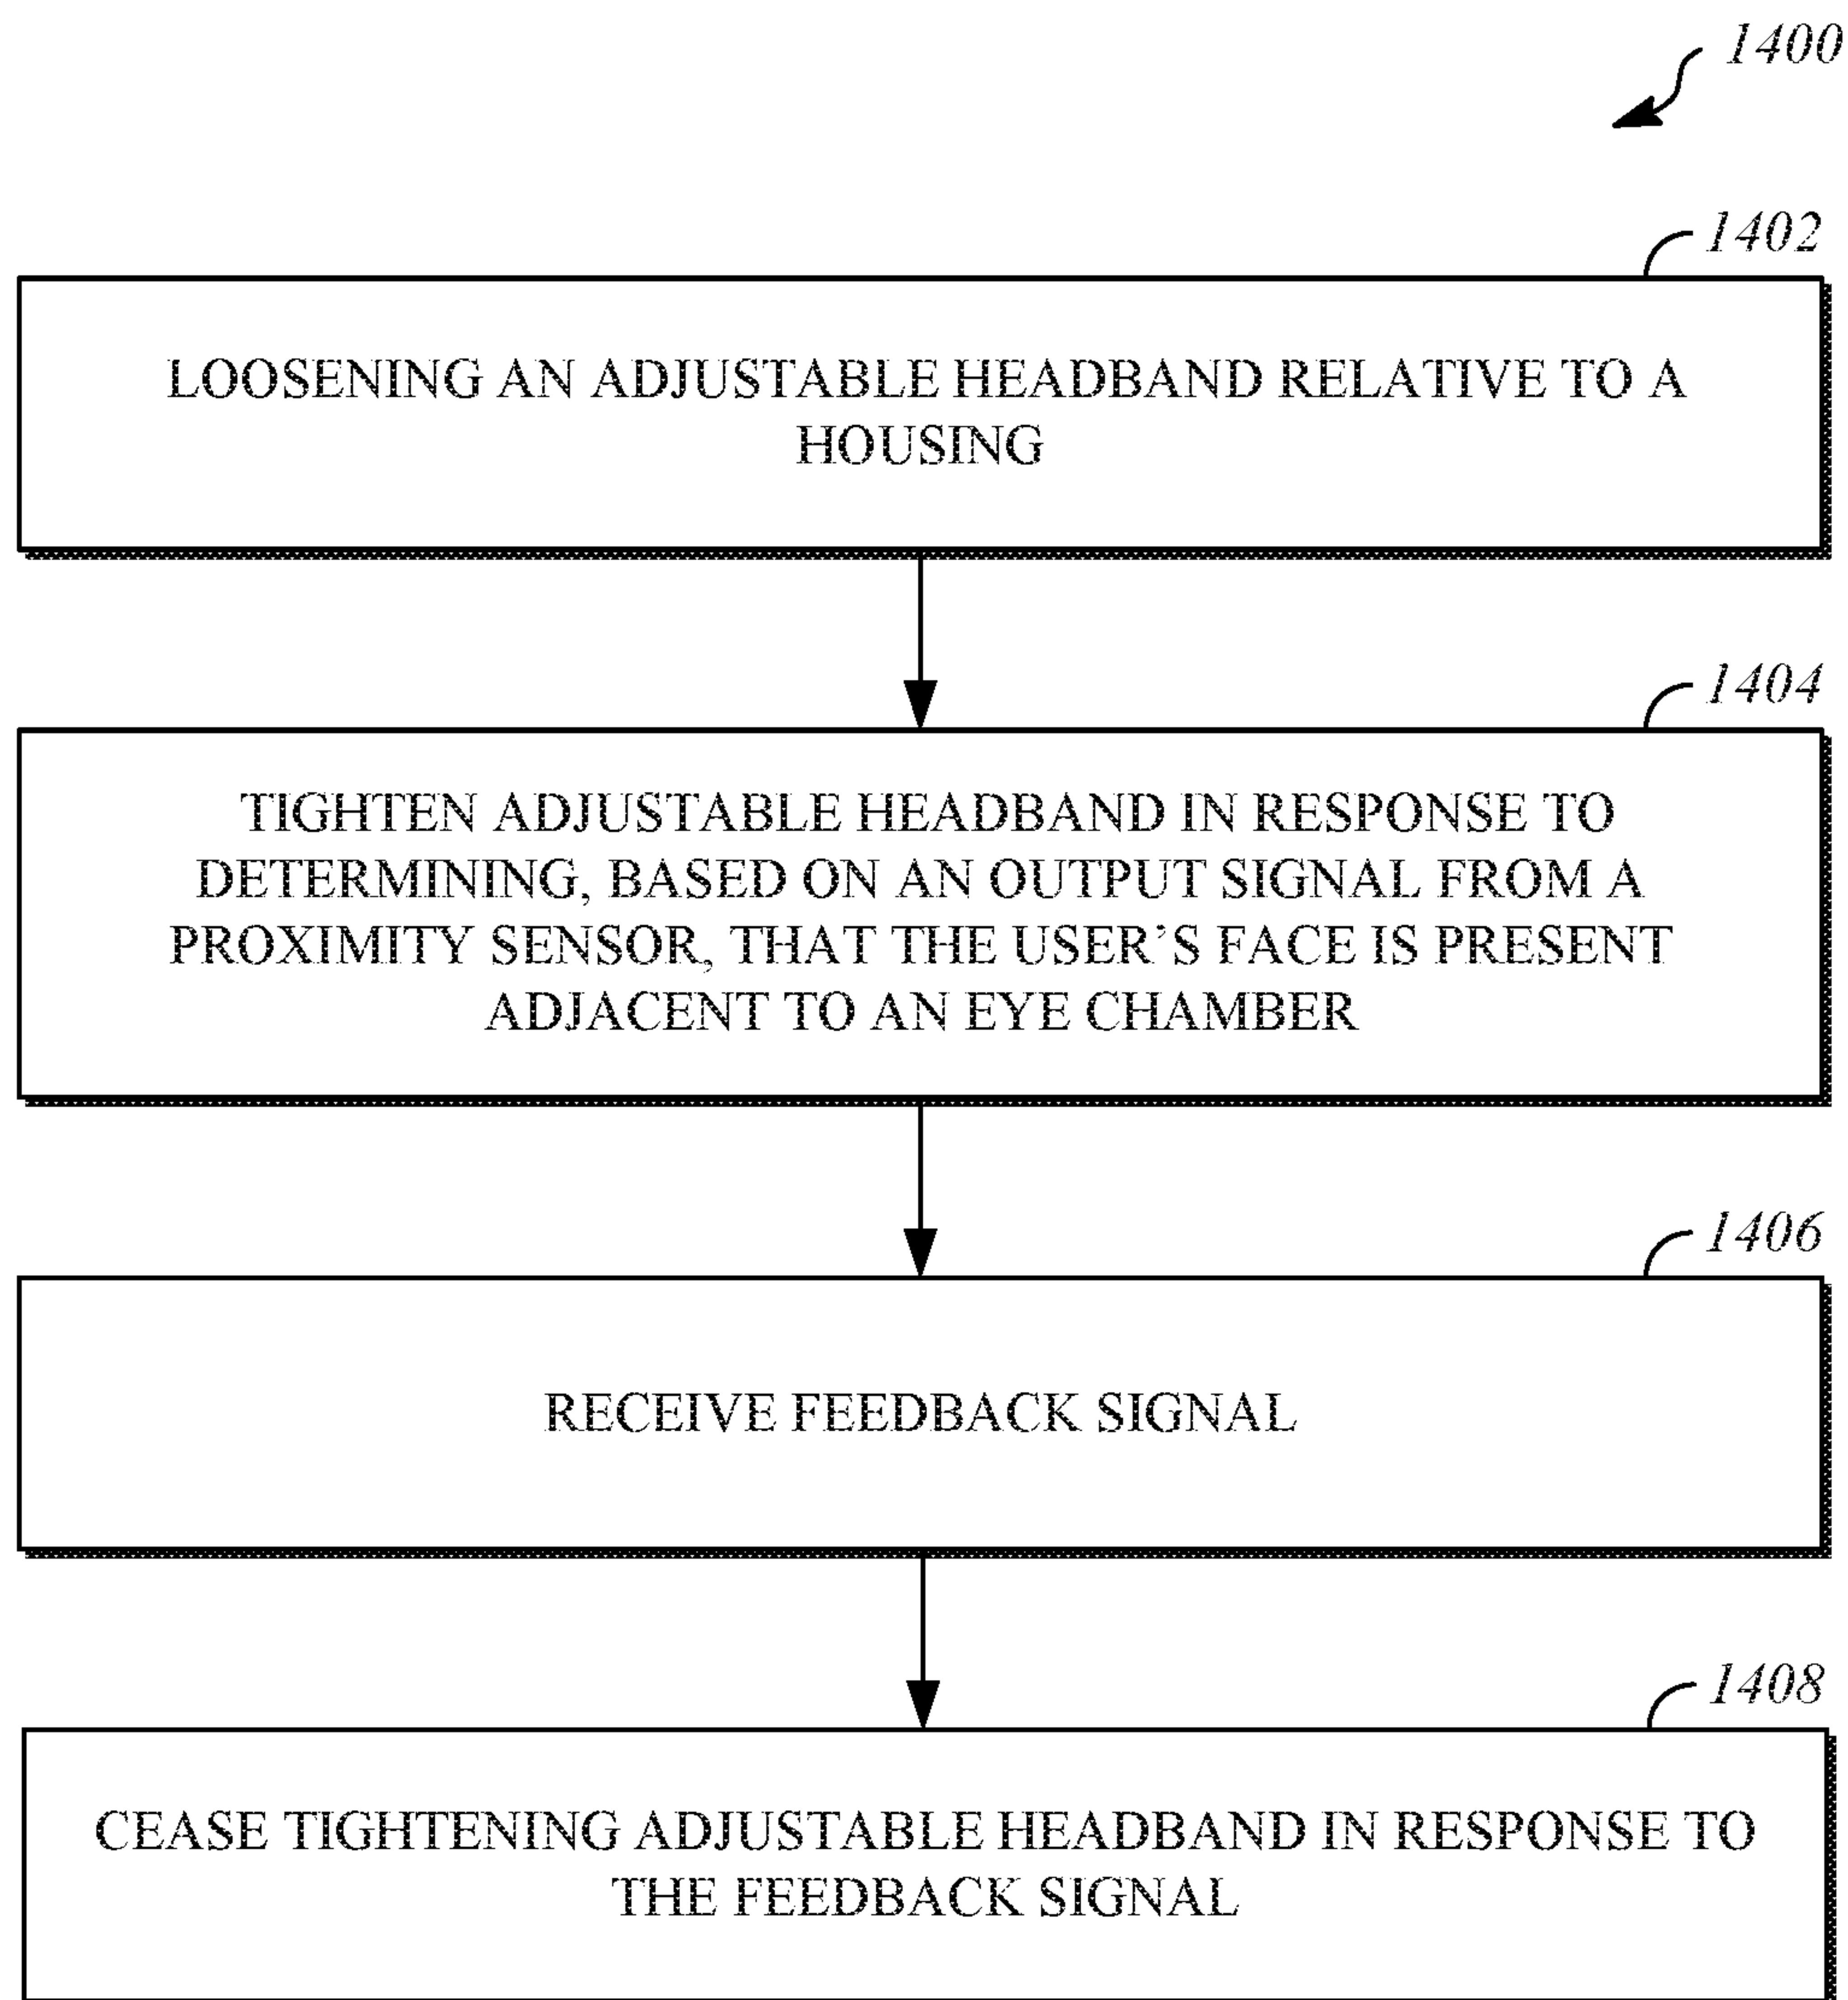 1400
1402
LOOSENING AN ADJUSTABLE HEADBAND RELATIVE TO A
HOUSING
1404
TIGHTEN ADJUSTABLE HEADBAND IN RESPONSE TO
DETERMINING, BASED ON AN OUTPUT SIGNAL FROM A
PROXIMITY SENSOR, THAT THE USER’S FACE IS PRESENT
ADJACENT TO AN EYE CHAMBER
1406
RECEIVE FEEDBACK SIGNAL
1408
CEASE TIGHTENING ADJUSTABLE HEADBAND IN RESPONSE TO
THE FEEDBACK SIGNAL